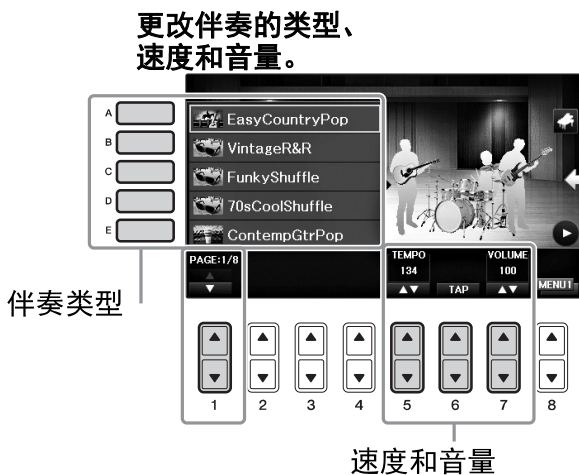 更改伴奏的类型、
速度和音量。
A
EasyCountryPop
B
VintageR&R
C
FunkyShuffle
D
70sCoolShuffle
E
ContempGtrPop
PAGE:1/8
TEMPO
VOLUME
134
100
TAP
MENU1
伴奏类型
1
2
3
4
5
6
7
8
速度和音量